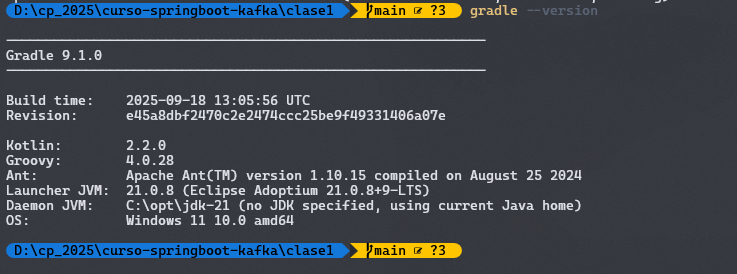 D:\cp_2025\curso-springboot-kafka\clase1 main ?3 gradle --version
------------------------------------------------------------
Gradle 9.1.0
------------------------------------------------------------
Build time: 2025-09-18 13:05:56 UTC
Revision: e45a8dbf2470c2e2474ccc25be9f49331406a07e
Kotlin: 2.2.0
Groovy: 4.0.28
Ant: Apache Ant(TM) version 1.10.15 compiled on August 25 2024
Launcher JVM: 21.0.8 (Eclipse Adoptium 21.0.8+9-LTS)
Daemon JVM: C:\opt\jdk-21 (no JDK specified, using current Java home)
OS: Windows 11 10.0 amd64
D:\cp_2025\curso-springboot-kafka\clase1 main ?3